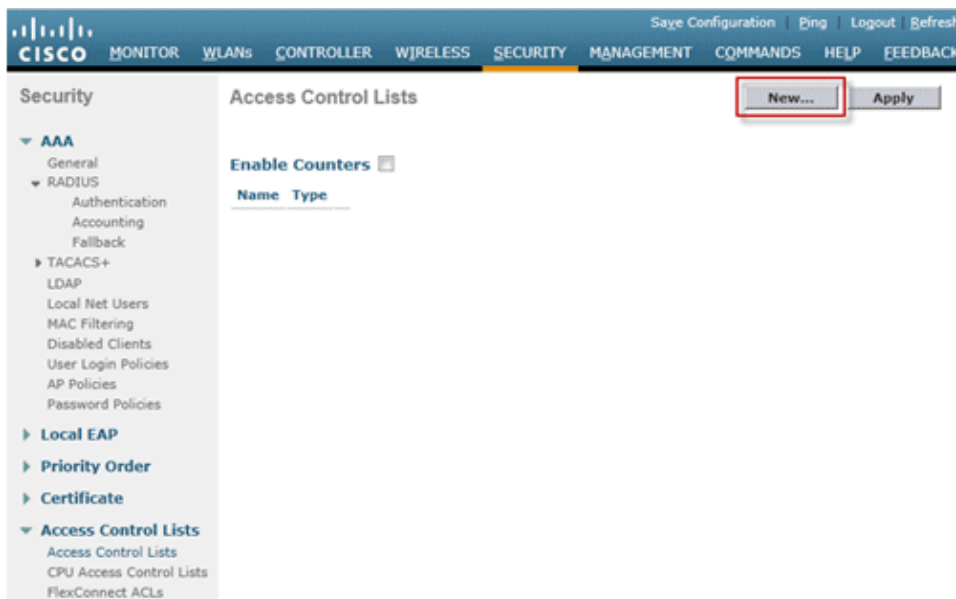 Save Configuration | Ping | Logout | Refresh
CISCO MONITOR WLANs CONTROLLER WIRELESS SECURITY MANAGEMENT COMMANDS HELP FEEDBACK
Security
AAA
General
RADIUS
Authentication
Accounting
Fallback
TACACS+
LDAP
Local Net Users
MAC Filtering
Disabled Clients
User Login Policies
AP Policies
Password Policies
Local EAP
Priority Order
Certificate
Access Control Lists
Access Control Lists
CPU Access Control Lists
FlexConnect ACLs
Access Control Lists
New...
Apply
Enable Counters
Name Type